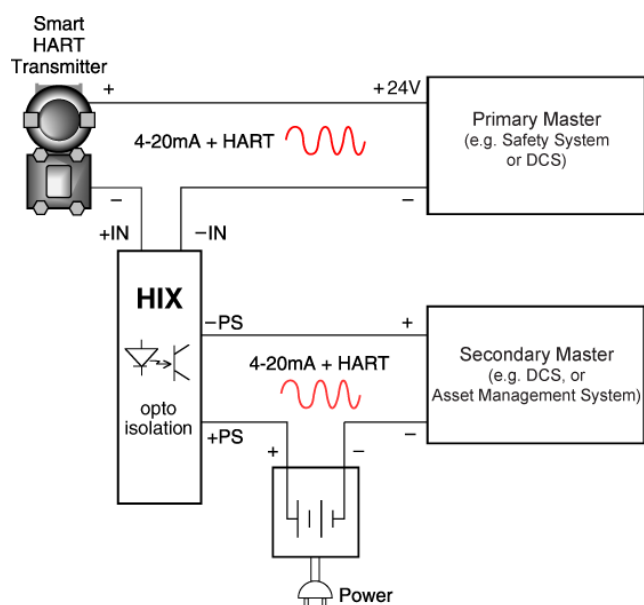 Smart
HART
Transmitter
+
+24V
Primary Master
(e.g. Safety System
or DCS)
4-20mA + HART
–
–
+IN
–IN
HIX
–PS
+
Secondary Master
(e.g. DCS, or
Asset Management System)
4-20mA + HART
opto
isolation
+PS
–
+
–
Power